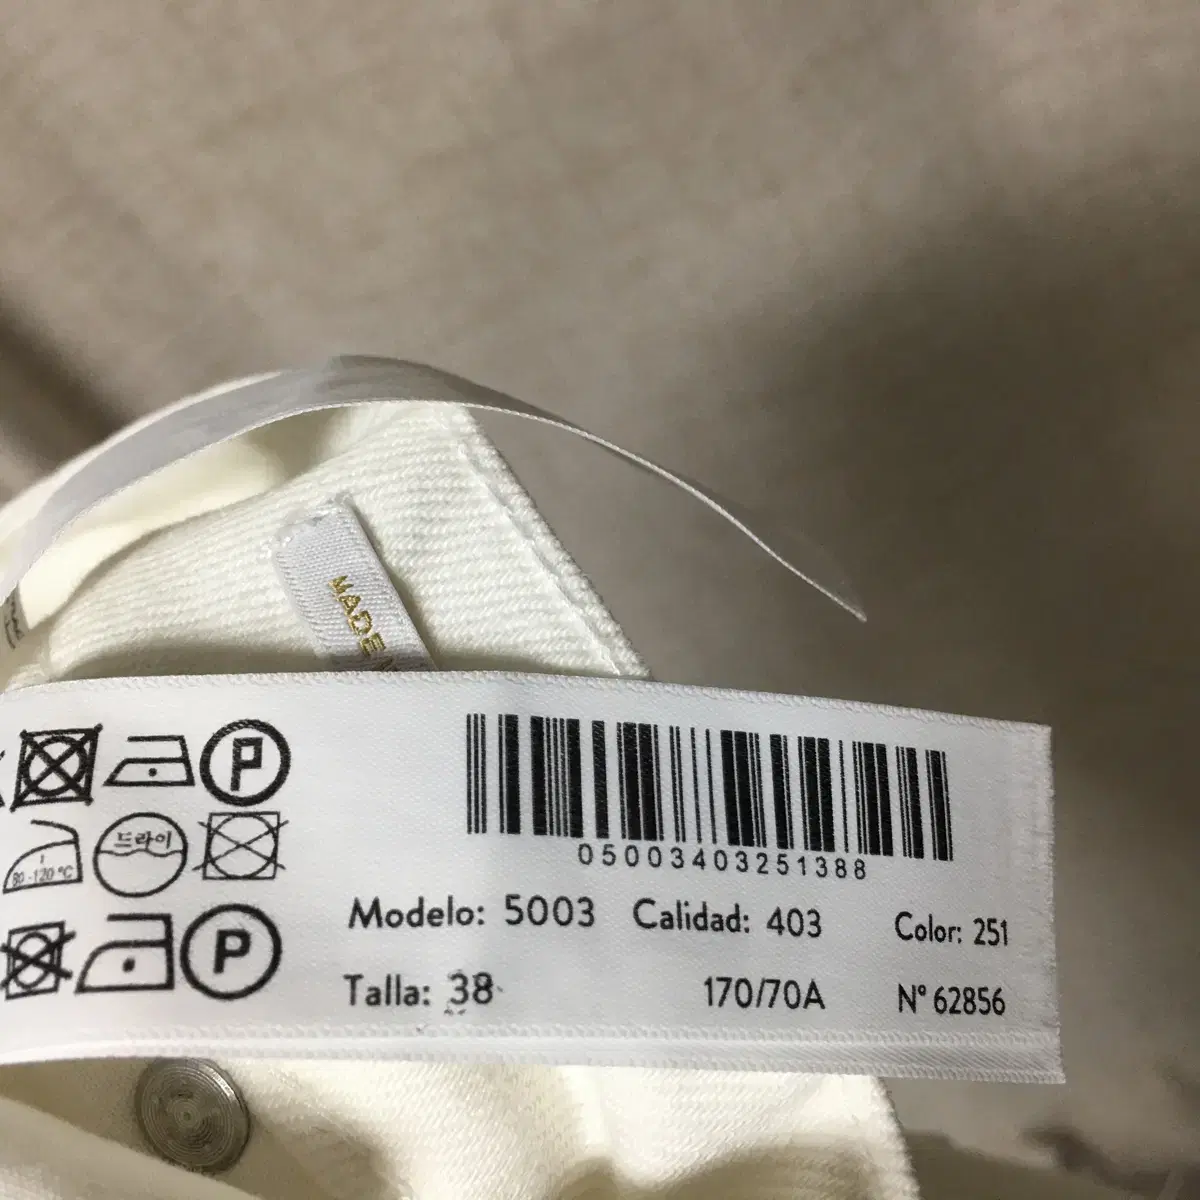 MADE
P
드라이
80-120°C
P
05003403251388
Modelo: 5003 Calidad: 403 Color: 251
Talla: 38 170/70A N° 62856